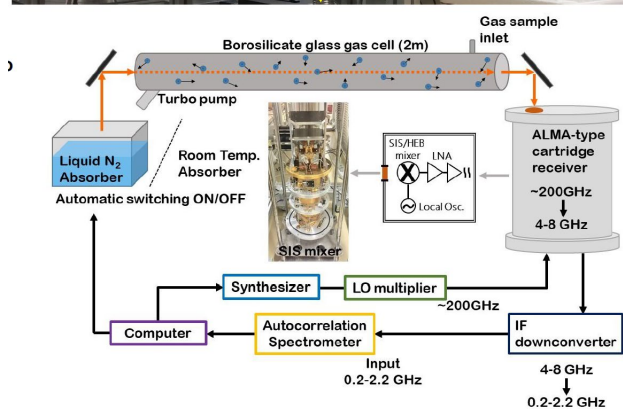 Gas sample
inlet
Borosilicate glass gas cell (2m)
Turbo pump
Liquid N₂
Absorber
Room Temp.
Absorber
Automatic switching ON/OFF
SIS mixer
SIS/HEB
mixer
LNA
Local Osc.
ALMA-type
cartridge
receiver
~200GHz
4-8 GHz
Synthesizer
LO multiplier
~200GHz
Computer
Autocorrelation
Spectrometer
Input
0.2-2.2 GHz
IF
downconverter
4-8 GHz
0.2-2.2 GHz